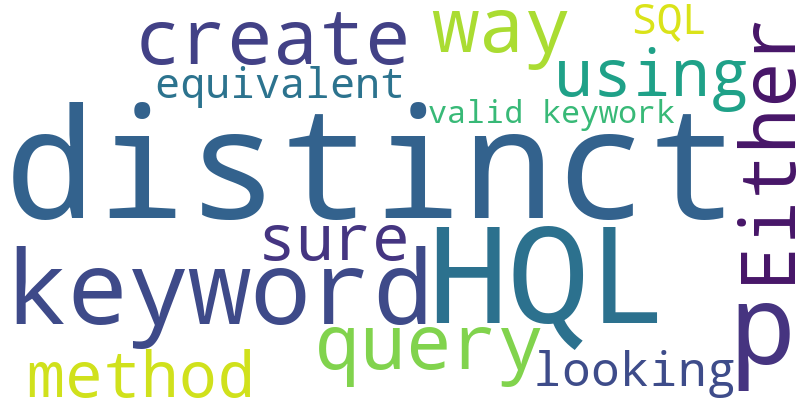 create
way
SQL
equivalent
using
valid keywork
distinct
Either
sure
keyword
HQL
p
query
looking
method